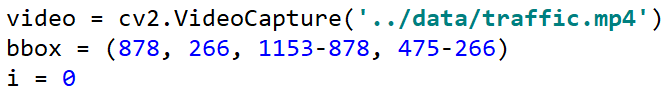 video = cv2.VideoCapture('../data/traffic.mp4')
bbox = (878, 266, 1153-878, 475-266)
i = 0